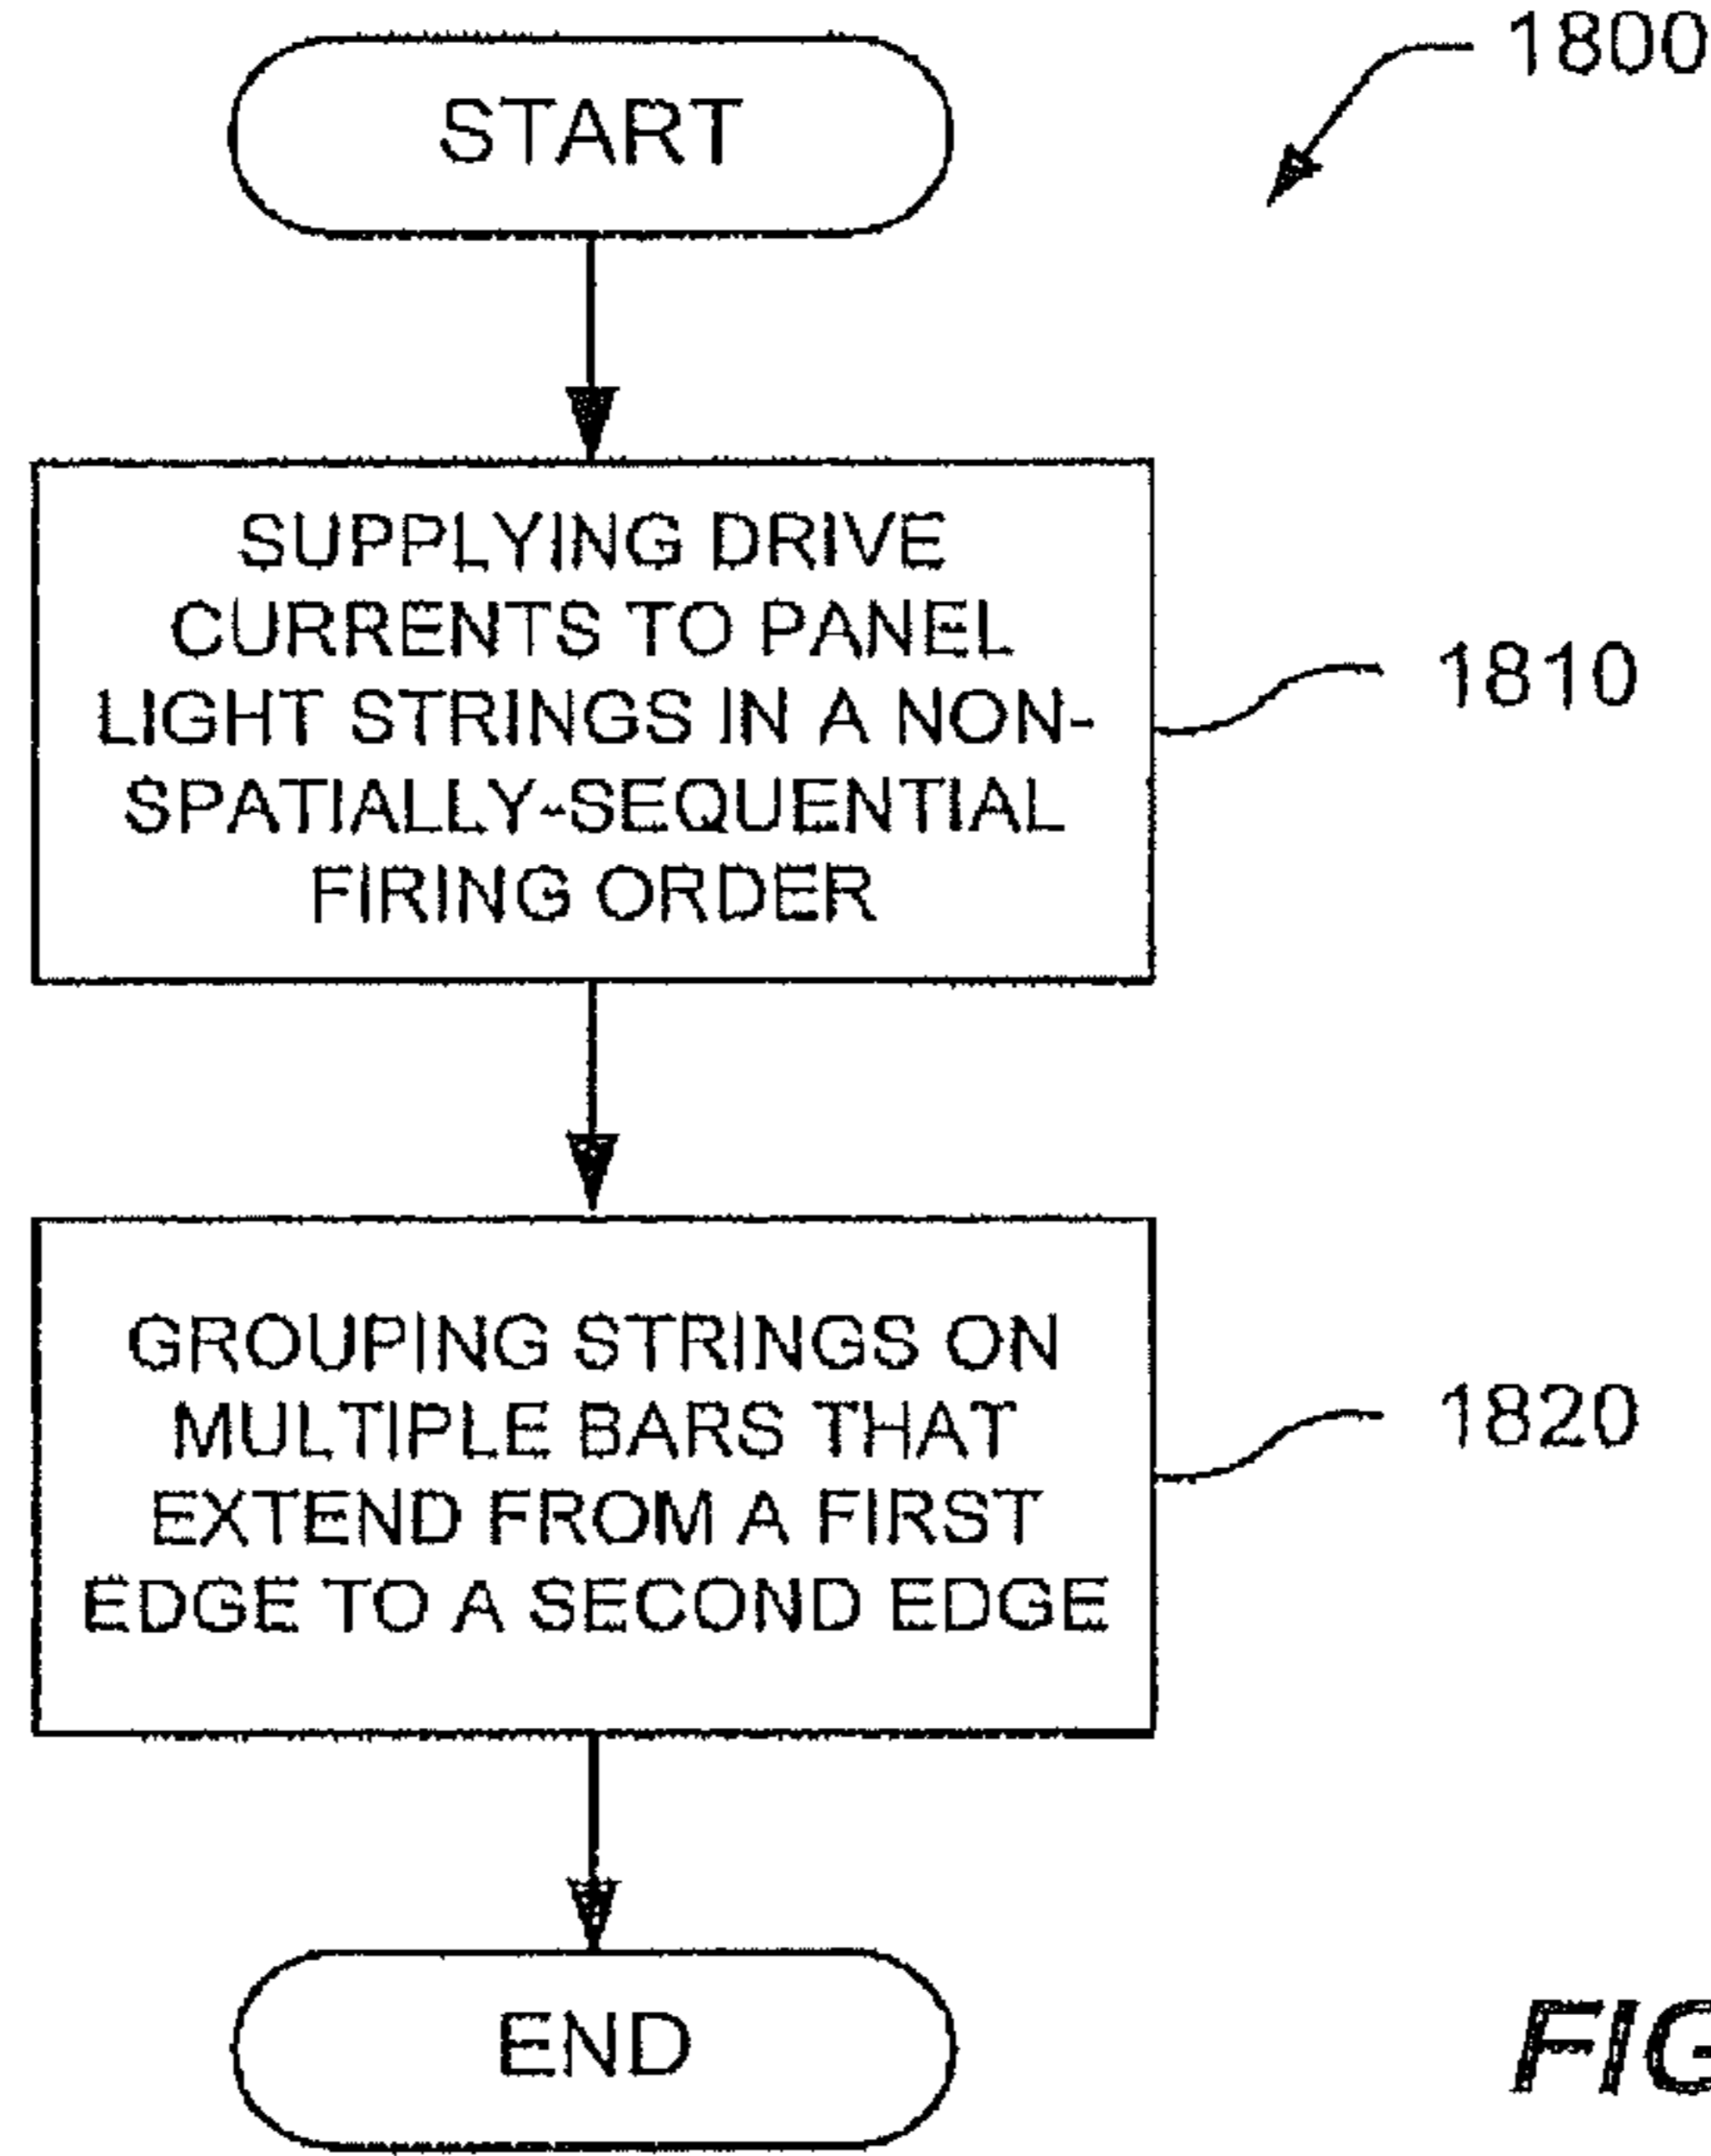 START
1800
SUPPLYING DRIVE
CURRENTS TO PANEL
LIGHT STRINGS IN A NON-
SPATIALLY-SEQUENTIAL
FIRING ORDER
1810
GROUPING STRINGS ON
MULTIPLE BARS THAT
EXTEND FROM A FIRST
EDGE TO A SECOND EDGE
1820
END